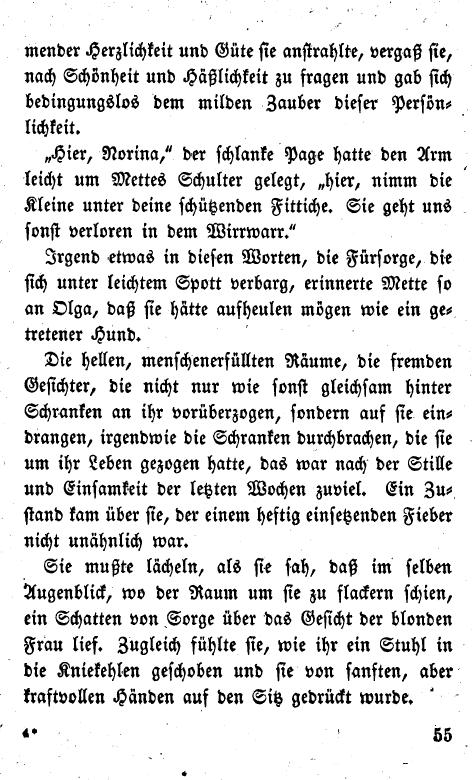 mender Herzlichkeit und Güte sie anstrahlte, vergaß sie,
nach Schönheit und Häßlichkeit zu fragen und gab sich
bedingungslos dem milden Zauber dieser Persön-
lichkeit.
„Hier, Norina,“ der schlanke Page hatte den Arm
leicht um Mettes Schulter gelegt, „hier, nimm die
Kleine unter deine schützenden Fittiche. Sie geht uns
sonst verloren in dem Wirrwarr.“
Irgend etwas in diesen Worten, die Fürsorge, die
sich unter leichtem Spott verbarg, erinnerte Mette so
an Olga, daß sie hätte aufheulen mögen wie ein ge-
tretener Hund.
Die hellen, menschenerfüllten Räume, die fremden
Gesichter, die nicht nur wie sonst gleichsam hinter
Schranken an ihr vorüberzogen, sondern auf sie ein-
drangen, irgendwie die Schranken durchbrachen, die sie
um ihr Leben gezogen hatte, das war nach der Stille
und Einsamkeit der letzten Wochen zuviel. Ein Zu-
stand kam über sie, der einem heftig einsetzenden Fieber
nicht unähnlich war.
Sie mußte lächeln, als sie sah, daß im selben
Augenblick, wo der Raum um sie zu flackern schien,
ein Schatten von Sorge über das Gesicht der blonden
Frau lief. Zugleich fühlte sie, wie ihr ein Stuhl in
die Kniekehlen geschoben und sie von sanften, aber
kraftvollen Händen auf den Sitz gedrückt wurde.
4*
55